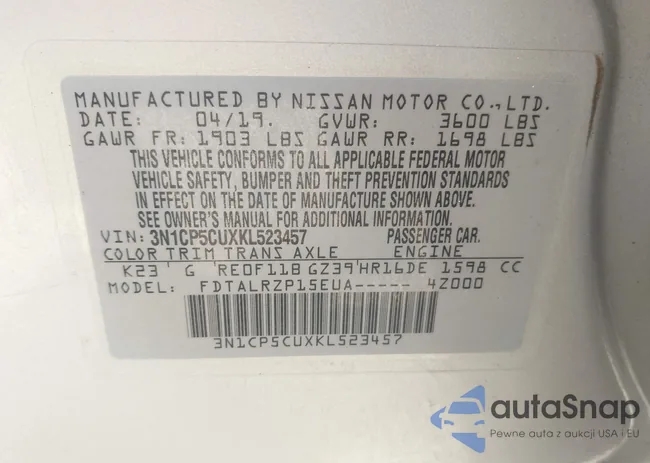 MANUFACTURED BY NISSAN MOTOR CO.,LTD.
DATE: 04/19. GVWR: 3600 LBS
GAWR FR: 1903 LBS GAWR RR: 1698 LBS
THIS VEHICLE CONFORMS TO ALL APPLICABLE FEDERAL MOTOR
VEHICLE SAFETY, BUMPER AND THEFT PREVENTION STANDARDS
IN EFFECT ON THE DATE OF MANUFACTURE SHOWN ABOVE.
SEE OWNER'S MANUAL FOR ADDITIONAL INFORMATION.
VIN: 3N1CP5CUXKL523457 PASSENGER CAR.
COLOR TRIM TRANS AXLE ENGINE
K23 G RE0F11B GZ39 HR16DE 1598 CC
MODEL: FDTALRZP15EUA----- 4Z000
3N1CP5CUXKL523457
autaSnap
Pewne auta z aukcji USA i EU